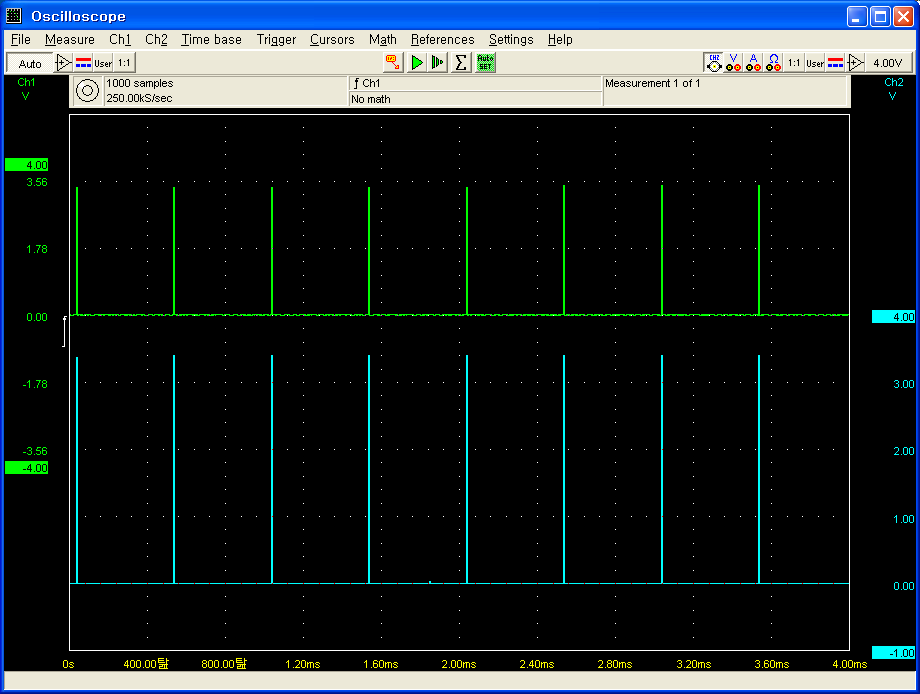 Oscilloscope
File Measure Ch1 Ch2 Time base Trigger Cursors Math References Settings Help
Auto User 1:1 Σ Auto SET CH2 V A Ω 1:1 User 4.00V
Ch1
V
1000 samples
250.00kS/sec
ƒ Ch1
No math
Measurement 1 of 1
Ch2
V
4.00
3.56
1.78
0.00
-1.78
-3.56
-4.00
4.00
3.00
2.00
1.00
0.00
-1.00
0s 400.00탎 800.00탎 1.20ms 1.60ms 2.00ms 2.40ms 2.80ms 3.20ms 3.60ms 4.00ms